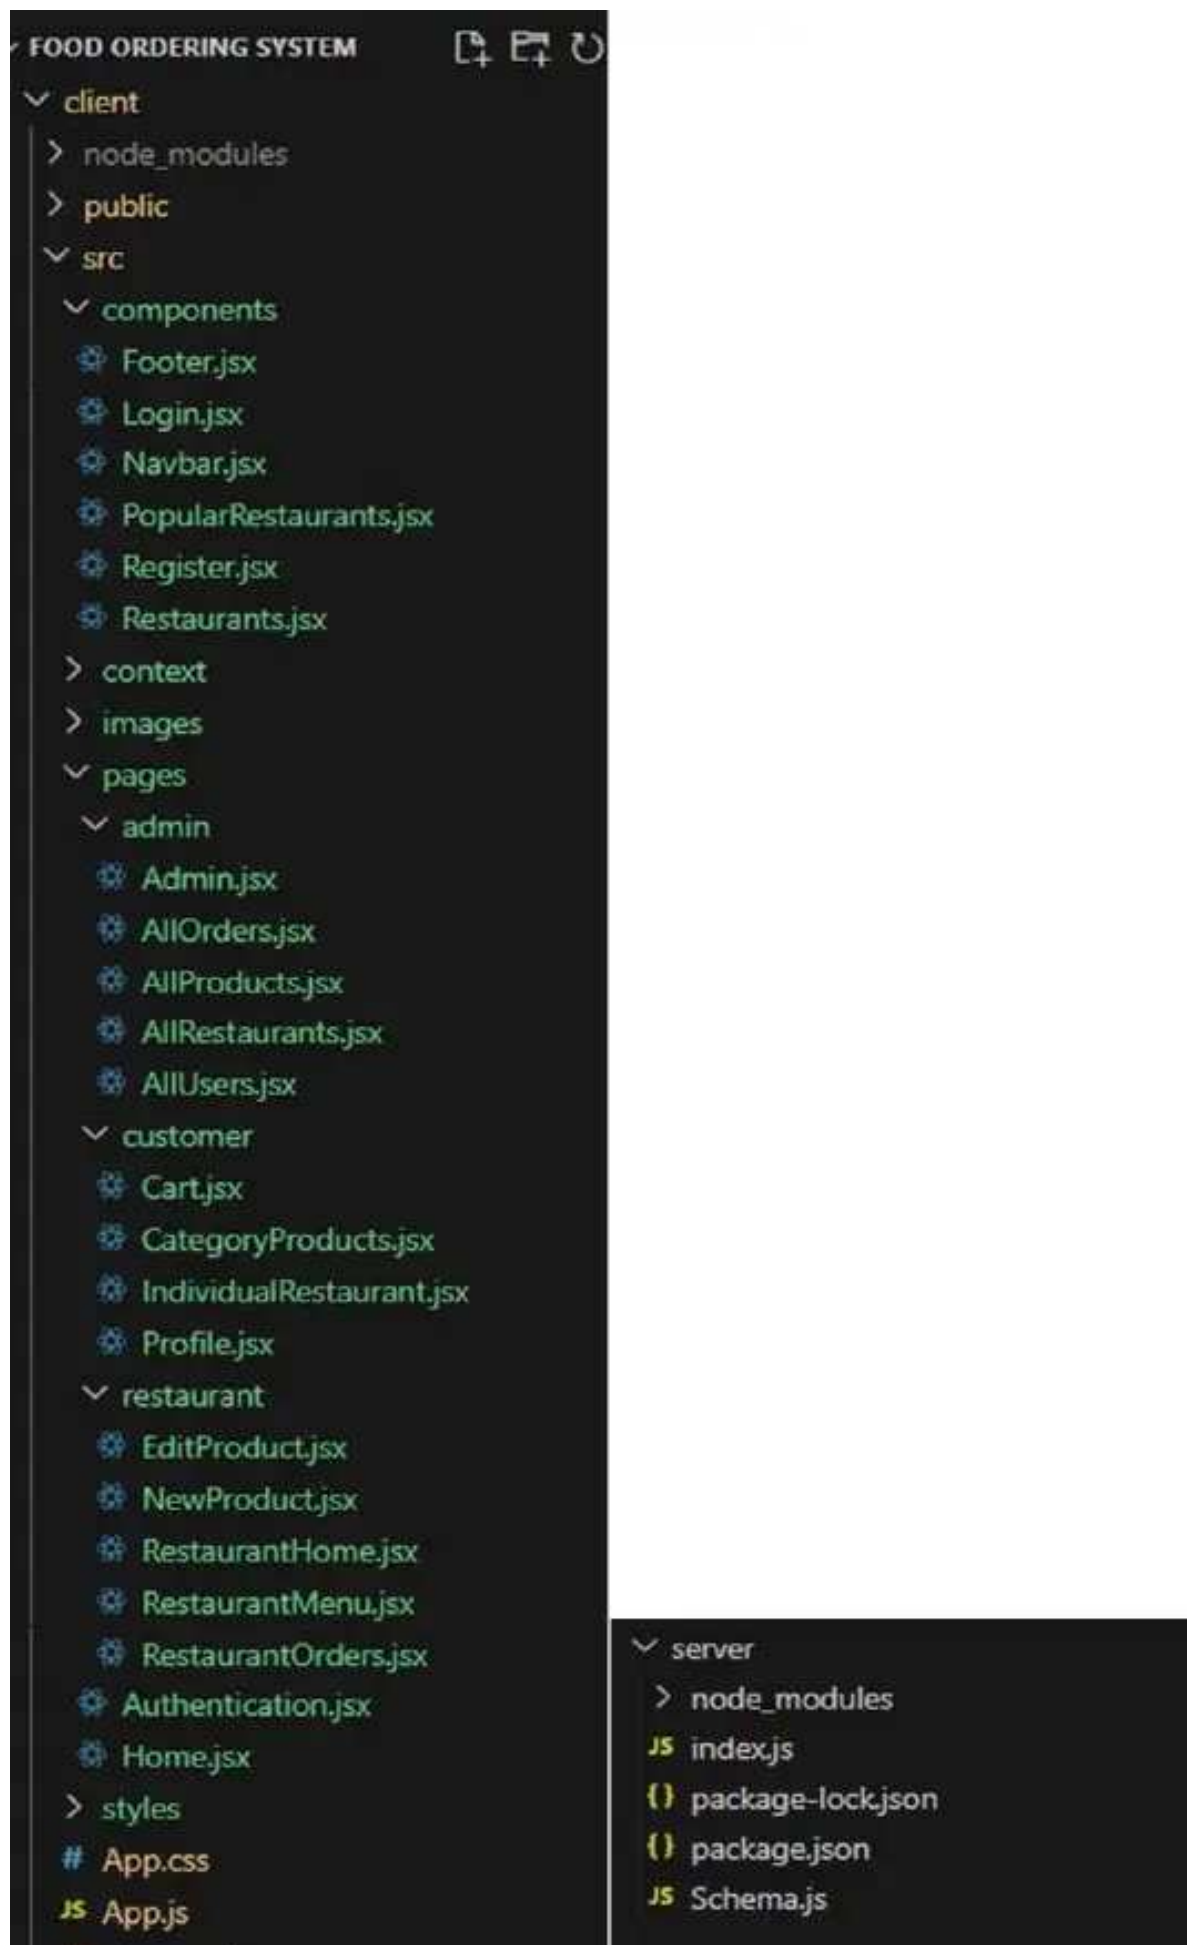 FOOD ORDERING SYSTEM
client
node_modules
public
src
components
Footer.jsx
Login.jsx
Navbar.jsx
PopularRestaurants.jsx
Register.jsx
Restaurants.jsx
context
images
pages
admin
Admin.jsx
AllOrders.jsx
AllProducts.jsx
AllRestaurants.jsx
AllUsers.jsx
customer
Cart.jsx
CategoryProducts.jsx
IndividualRestaurant.jsx
Profile.jsx
restaurant
EditProduct.jsx
NewProduct.jsx
RestaurantHome.jsx
RestaurantMenu.jsx
RestaurantOrders.jsx
Authentication.jsx
Home.jsx
styles
# App.css
JS App.js
server
node_modules
JS index.js
{} package-lock.json
{} package.json
JS Schema.js